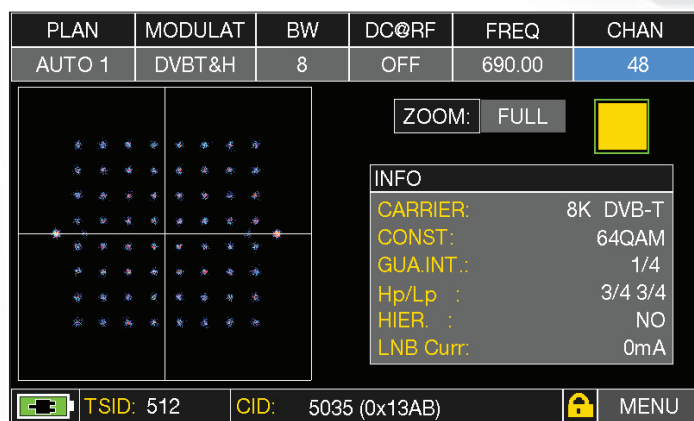 PLAN MODULAT BW DC@RF FREQ CHAN
AUTO 1 DVBT&H 8 OFF 690.00 48
ZOOM: FULL
INFO
CARRIER: 8K DVB-T
CONST: 64QAM
GUA.INT.: 1/4
Hp/Lp : 3/4 3/4
HIER. : NO
LNB Curr: 0mA
TSID: 512 CID: 5035 (0x13AB) MENU